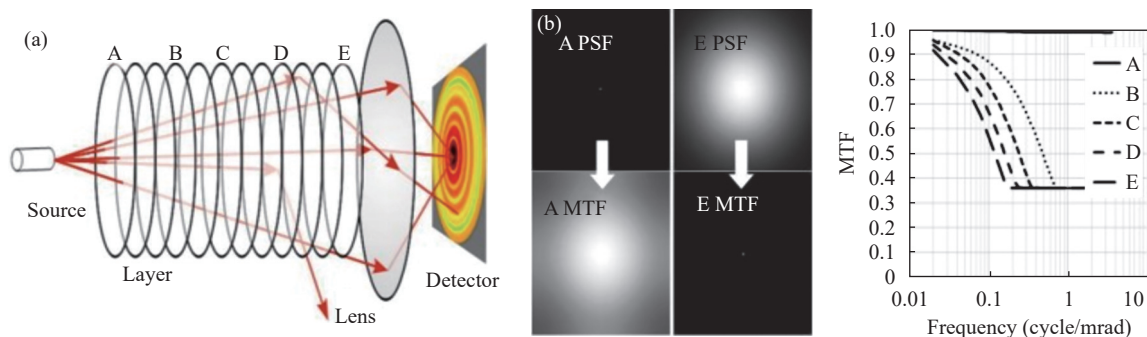 (a)
A B C D E
Source
Layer
Lens
Detector
(b)
A PSF
E PSF
A MTF
E MTF
MTF
1.0
0.9
0.8
0.7
0.6
0.5
0.4
0.3
0.2
0.1
0
0.01 0.1 1 10
Frequency (cycle/mrad)
A
B
C
D
E